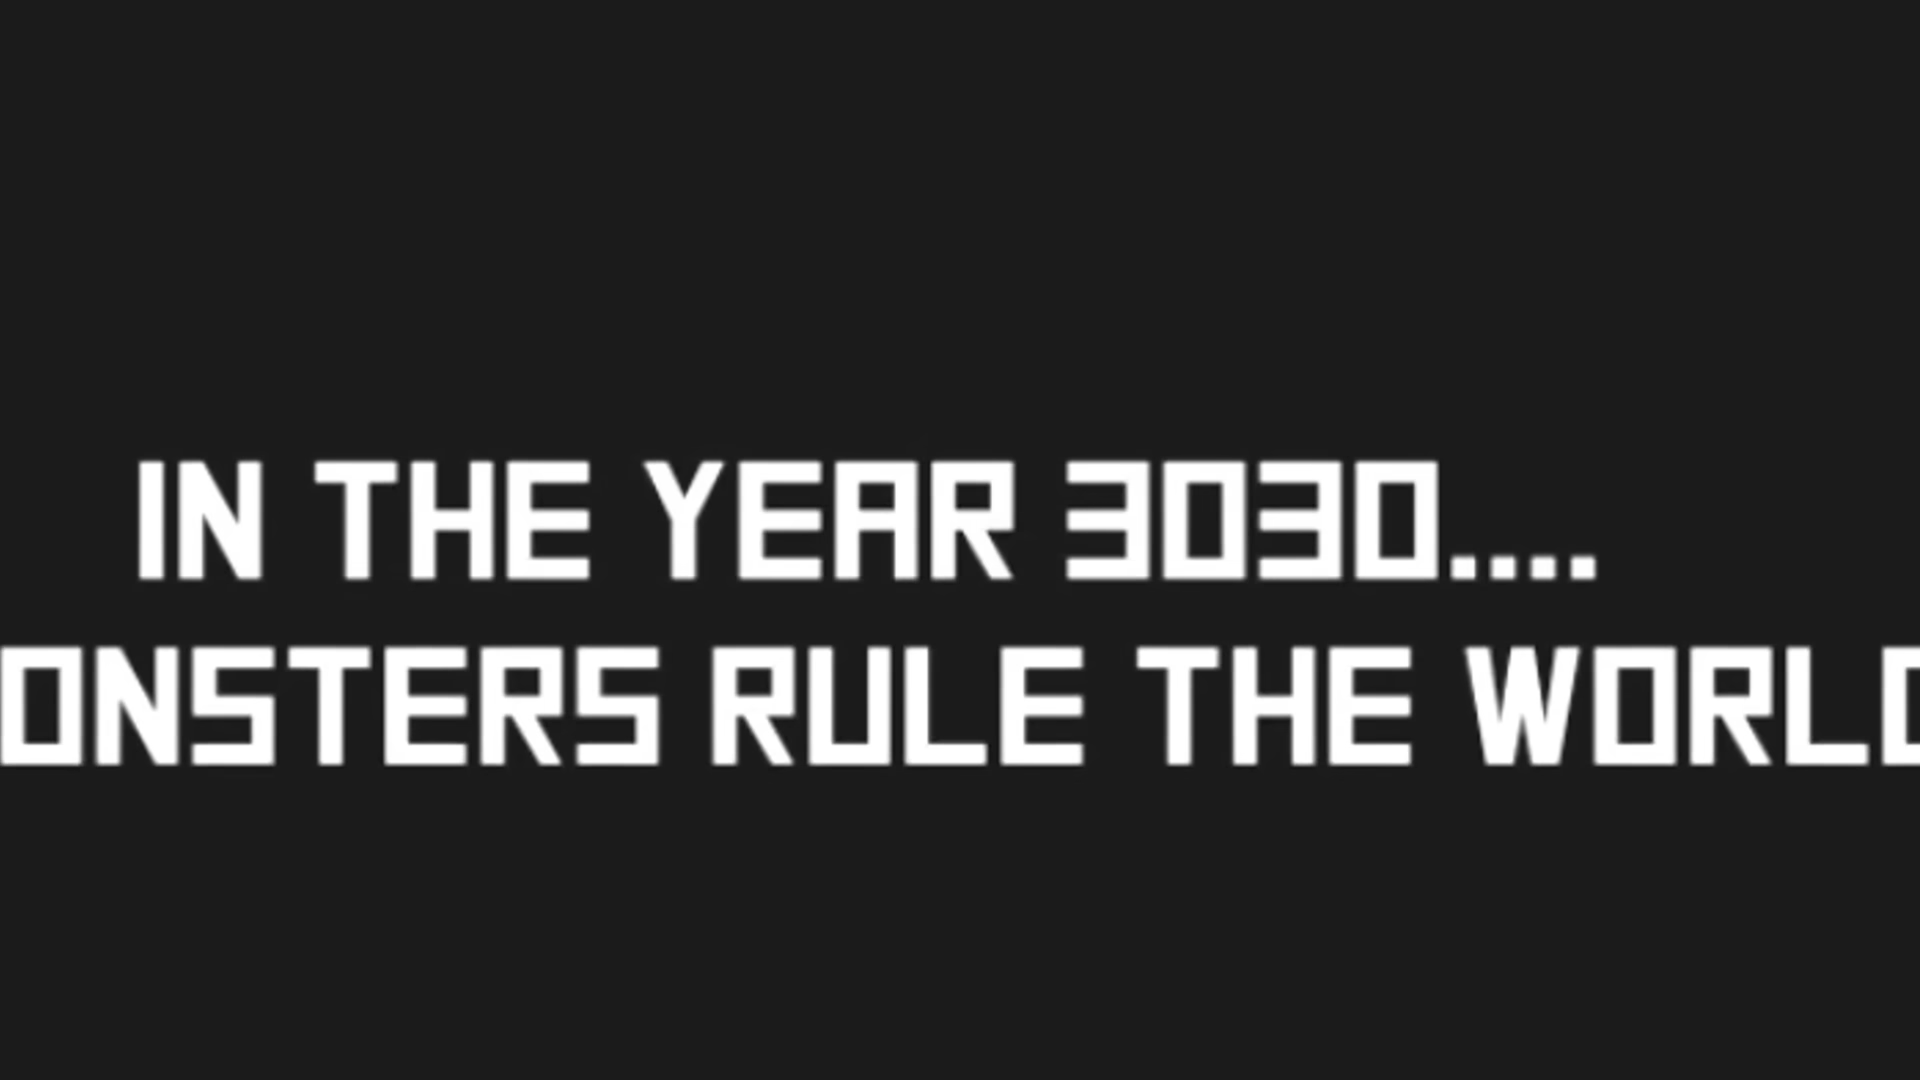 IN THE YEAR 3030....
ONSTERS RULE THE WORL